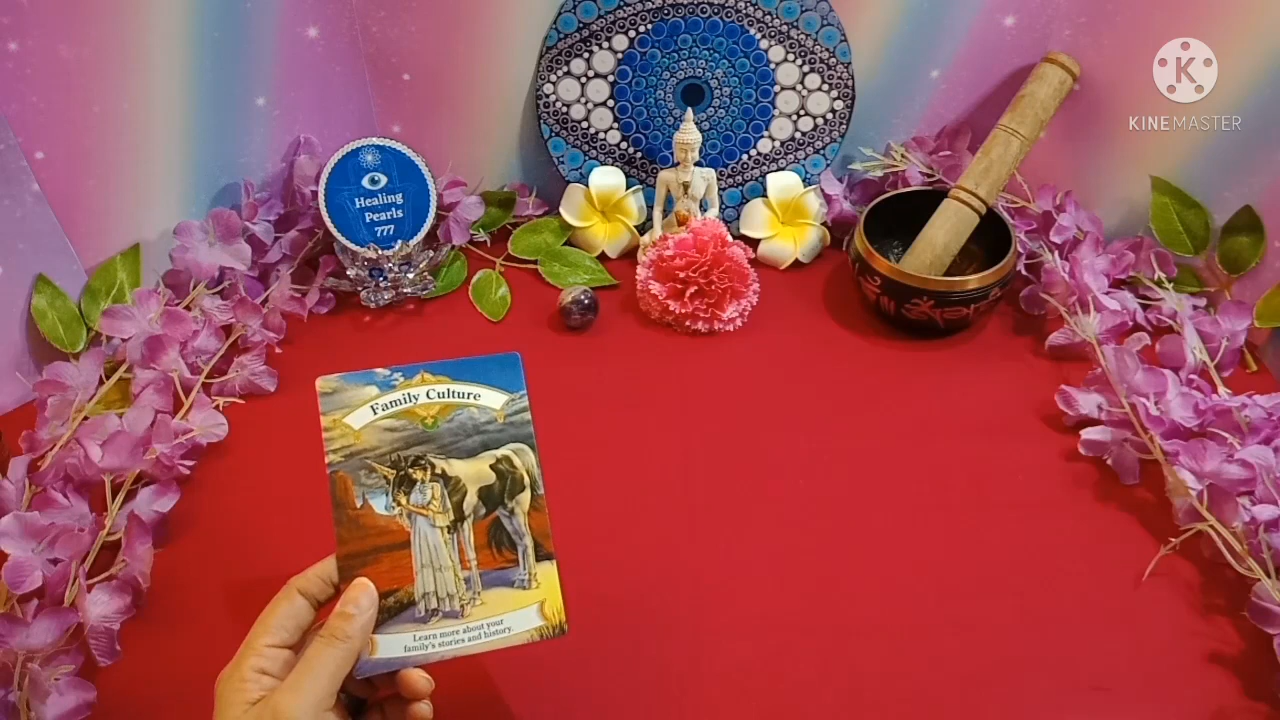 KINEMASTER
Healing
Pearls
777
Family Culture
Learn more about your
family's stories and history.